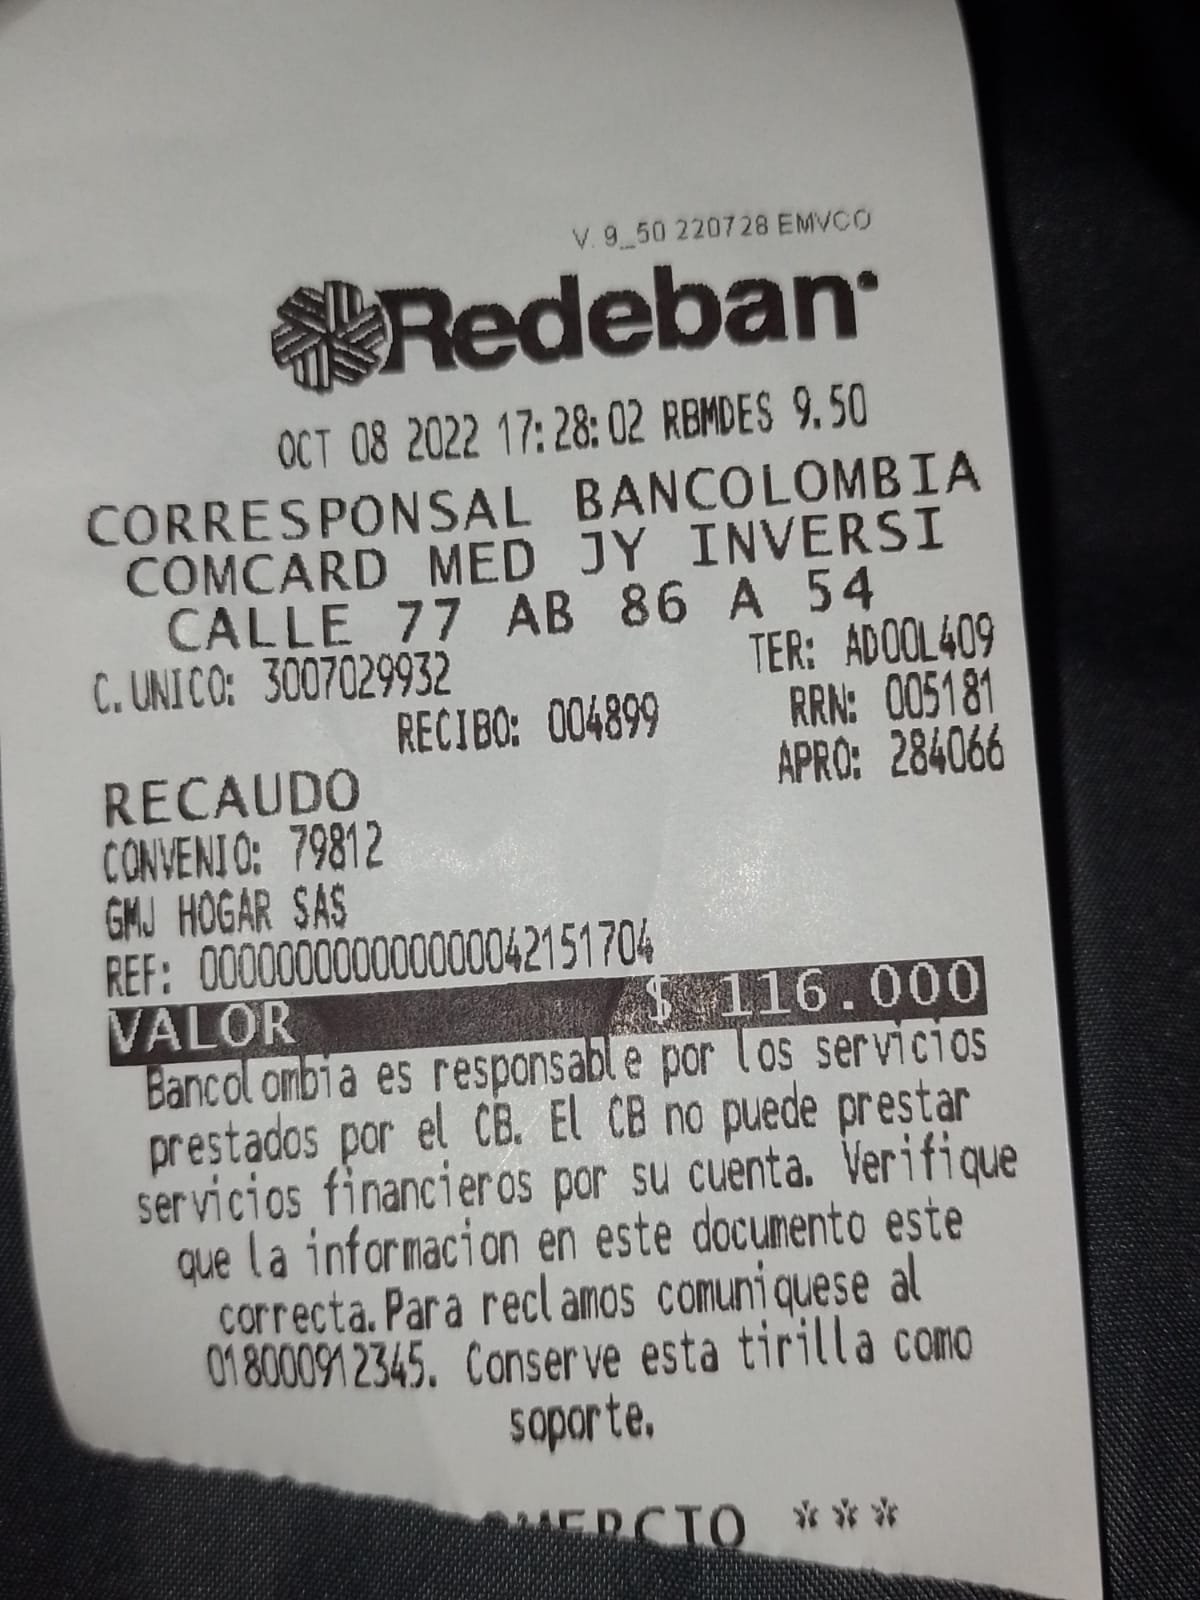 V. 9_50 220728 EMVCO
Redeban
OCT 08 2022 17:28:02 RBMDES 9.50
CORRESPONSAL BANCOLOMBIA
COMCARD MED JY INVERSI
CALLE 77 AB 86 A 54
C.UNICO: 3007029932 TER: AD00L409
RECIBO: 004899 RRN: 005181
RECAUDO APRO: 284066
CONVENIO: 79812
GMJ HOGAR SAS
REF: 000000000000000042151704
VALOR $ 116.000
Bancolombia es responsable por los servicios
prestados por el CB. El CB no puede prestar
servicios financieros por su cuenta. Verifique
que la informacion en este documento este
correcta.Para reclamos comuniquese al
018000912345. Conserve esta tirilla como
soporte.
***